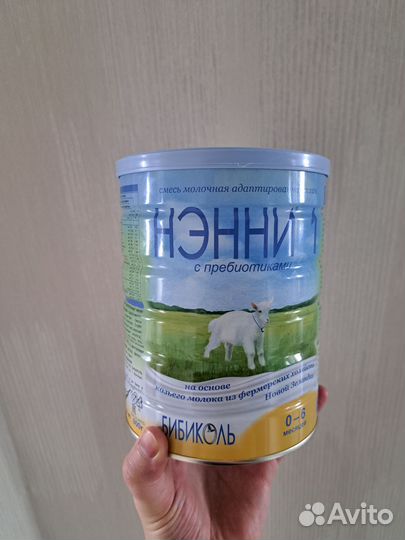 смесь молочная адаптированная
НЭННИ 1
с пребиотиками
на основе
козьего молока из фермерских хозяйств
Новой Зеландии
0–6
месяцев
БИБИКОЛЬ
Avito